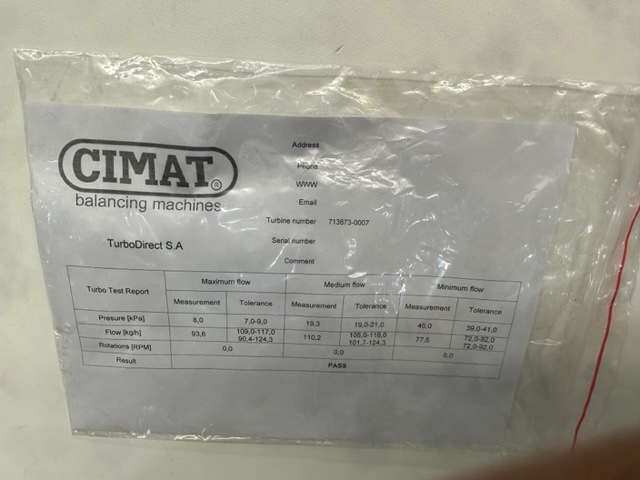 CIMAT®
balancing machines
TurboDirect S.A
Address
Phone
WWW
Email
Turbine number 713673-0007
Serial number
Comment
Turbo Test Report Maximum flow Medium flow Minimum flow
Measurement Tolerance Measurement Tolerance Measurement Tolerance
Presure [kPa] 8,0 7,0-9,0 19,3 19,0-21,0 40,0 39,0-41,0
Flow [kg/h] 93,6 109,0-117,0 90,4-124,3 110,2 108,0-118,0 101,7-124,3 77,5 72,0-82,0 72,0-92,0
Rotations [RPM] 0,0 0,0 0,0
Result PASS